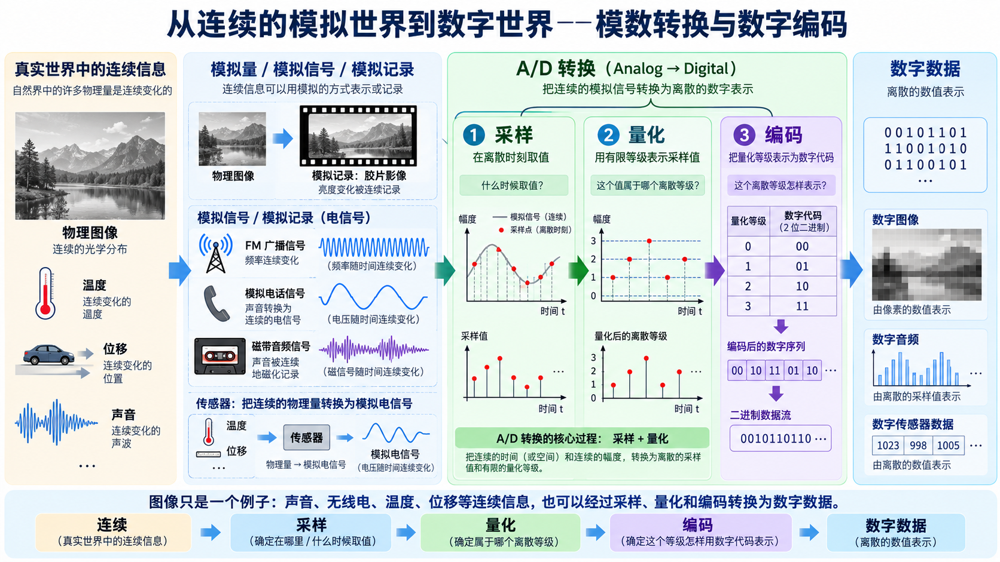 从连续的模拟世界到数字世界——模数转换与数字编码
真实世界中的连续信息
自然界中的许多物理量是连续变化的
物理图像
连续的光学分布
温度
连续变化的
温度
位移
连续变化的
位置
声音
连续变化的
声波
...
模拟量 / 模拟信号 / 模拟记录
连续信息可以用模拟的方式表示或记录
物理图像
模拟记录：胶片影像
亮度变化被连续记录
模拟信号 / 模拟记录（电信号）
FM 广播信号
频率连续变化
（频率随时间连续变化）
模拟电话信号
声音转换为
连续的电信号
（电压随时间连续变化）
磁带音频信号
声音被连续
地磁化记录
（磁信号随时间连续变化）
传感器：把连续的物理量转换为模拟电信号
温度
位移
...
传感器
物理量 → 模拟电信号
模拟电信号
（电压随时间连续变化）
A/D 转换（Analog → Digital）
把连续的模拟信号转换为离散的数字表示
1 采样
在离散时刻取值
什么时候取值？
幅度
模拟信号（连续）
采样点（离散时刻）
时间 t
采样值
...
时间 t
2 量化
用有限等级表示采样值
这个值属于哪个离散等级？
幅度
3
2
1
0
时间 t
量化后的离散等级
3
2
1
0
...
时间 t
A/D 转换的核心过程： 采样 + 量化
把连续的时间（或空间）和连续的幅度，转换为离散的采样
值和有限的量化等级。
3 编码
把量化等级表示为数字代码
这个离散等级怎样表示？
量化等级 数字代码
（2 位二进制）
0 00
1 01
2 10
3 11
编码后的数字序列
00 10 11 01 10 ...
二进制数据流
0010110110 ...
数字数据
离散的数值表示
00101101
11001010
01100101
...
数字图像
由像素的数值表示
数字音频
...
由离散的采样值表示
数字传感器数据
1023 998 1005 ...
由离散的数值表示
图像只是一个例子：声音、无线电、温度、位移等连续信息，也可以经过采样、量化和编码转换为数字数据。
连续
（真实世界中的连续信息）
采样
（确定在哪里 / 什么时候取值）
量化
（确定属于哪个离散等级）
编码
（确定这个等级怎样用数字代码表示）
数字数据
（离散的数值表示）